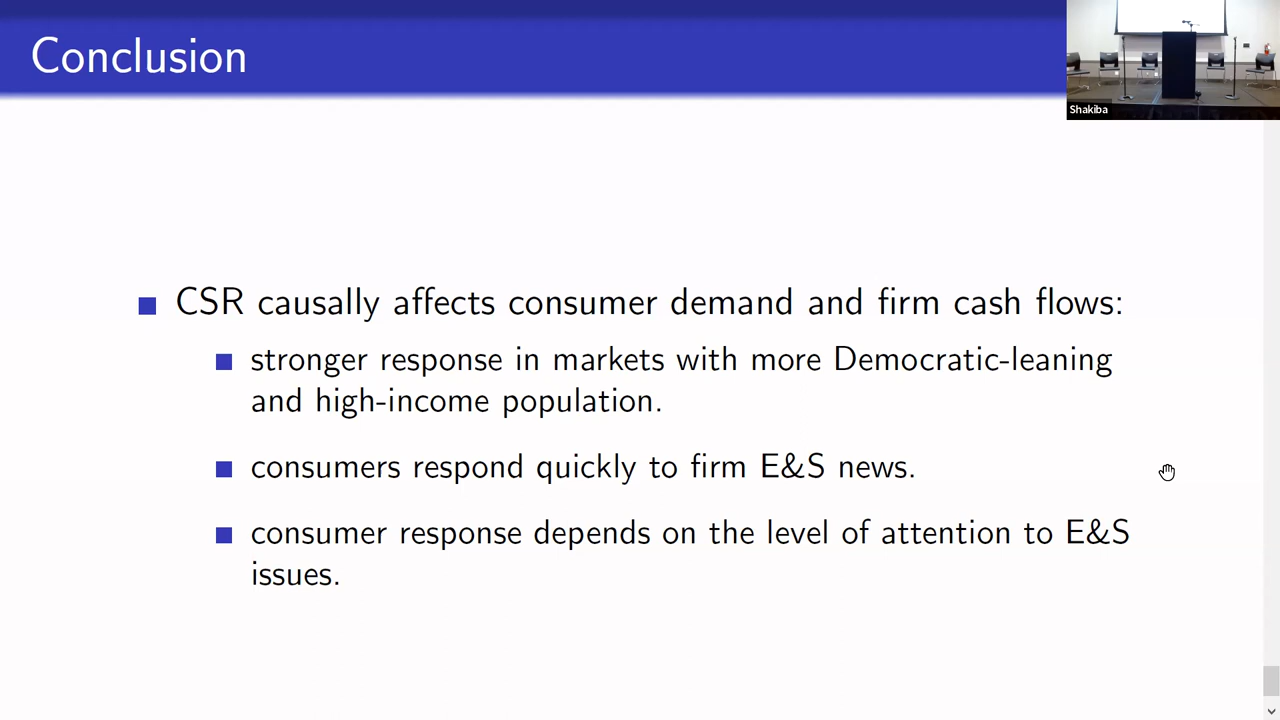 Conclusion
Shakiba
CSR causally affects consumer demand and firm cash flows:
stronger response in markets with more Democratic-leaning
and high-income population.
consumers respond quickly to firm E&S news.
consumer response depends on the level of attention to E&S
issues.